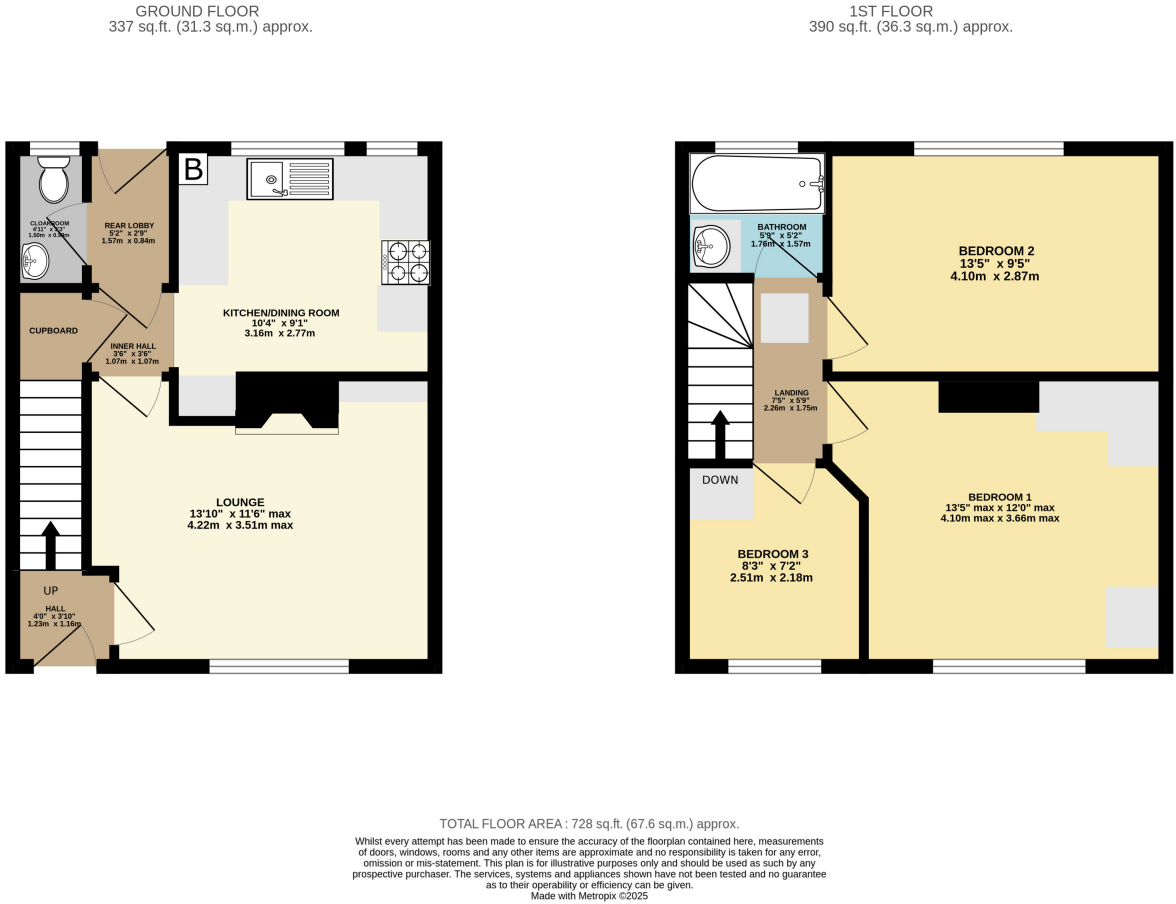 GROUND FLOOR
337 sq.ft. (31.3 sq.m.) approx.
1ST FLOOR
390 sq.ft. (36.3 sq.m.) approx.
B
CLOAKROOM
4'11" x 3'3"
1.50m x 0.99m
REAR LOBBY
5'2" x 2'9"
1.57m x 0.84m
KITCHEN/DINING ROOM
10'4" x 9'1"
3.16m x 2.77m
CUPBOARD
INNER HALL
3'6" x 3'6"
1.07m x 1.07m
LOUNGE
13'10" x 11'6" max
4.22m x 3.51m max
UP
HALL
4'0" x 3'10"
1.23m x 1.16m
BATHROOM
5'9" x 5'2"
1.76m x 1.57m
BEDROOM 2
13'5" x 9'5"
4.10m x 2.87m
LANDING
7'5" x 5'9"
2.26m x 1.75m
DOWN
BEDROOM 1
13'5" max x 12'0" max
4.10m max x 3.66m max
BEDROOM 3
8'3" x 7'2"
2.51m x 2.18m
TOTAL FLOOR AREA : 728 sq.ft. (67.6 sq.m.) approx.
Whilst every attempt has been made to ensure the accuracy of the floorplan contained here, measurements
of doors, windows, rooms and any other items are approximate and no responsibility is taken for any error,
omission or mis-statement. This plan is for illustrative purposes only and should be used as such by any
prospective purchaser. The services, systems and appliances shown have not been tested and no guarantee
as to their operability or efficiency can be given.
Made with Metropix ©2025